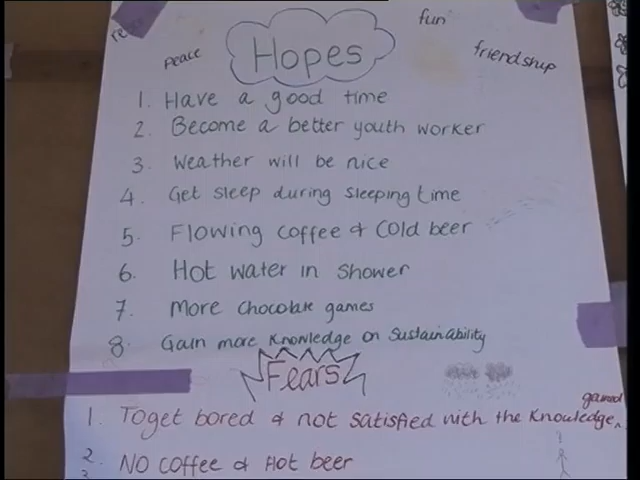 fun
peace
Hopes
friendship
1. Have a good time
2. Become a better youth worker
3. Weather will be nice
4. Get sleep during sleeping time
5. Flowing coffee & cold beer
6. Hot water in shower
7. More chocolate games
8. Gain more knowledge on Sustainability
Fears
gained
1. To get bored & not satisfied with the knowledge
2. NO coffee & Hot beer
3